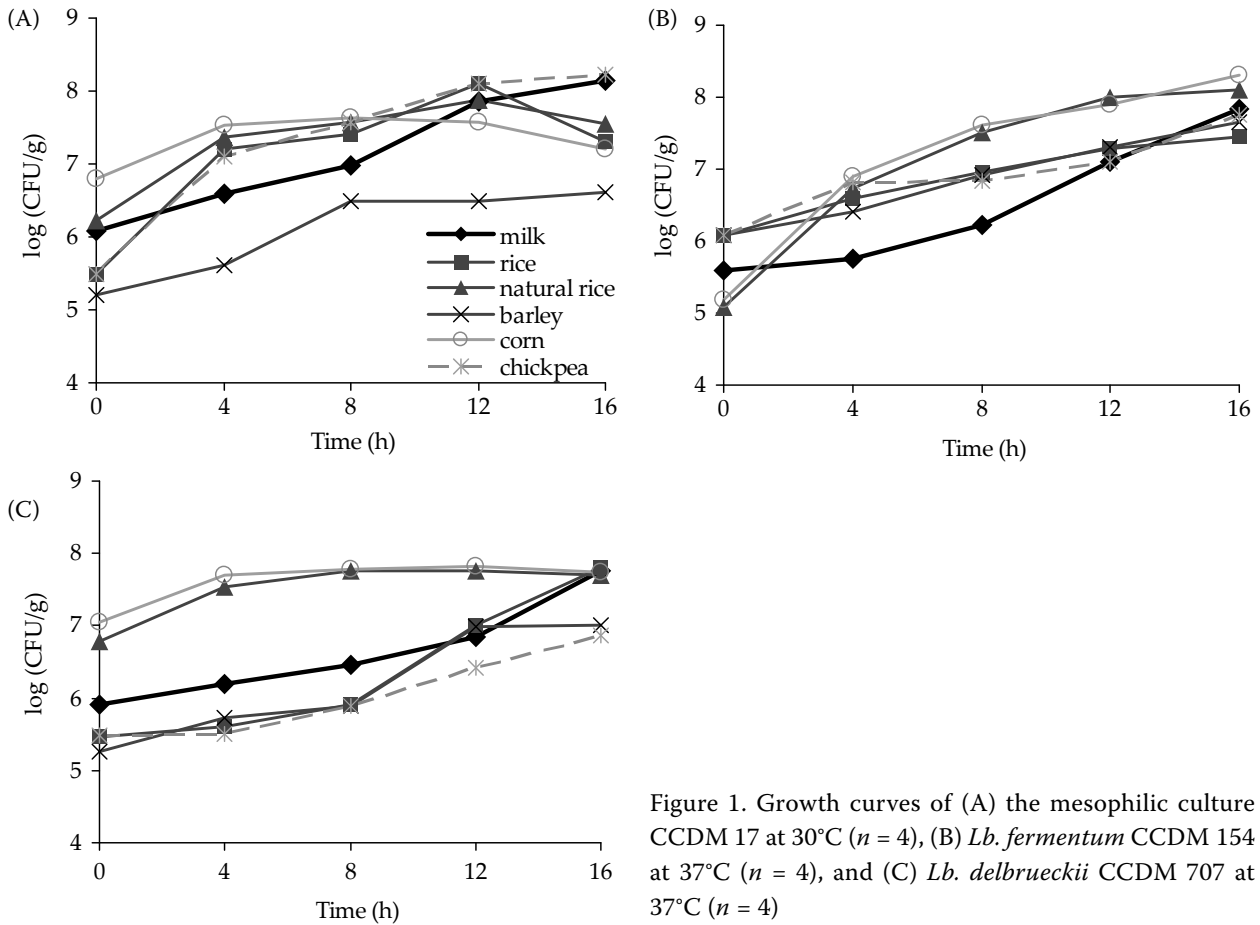 (A)
9
8
7
6
5
4
log (CFU/g)
0 4 8 12 16
Time (h)
milk
rice
natural rice
barley
corn
chickpea
(B)
9
8
7
6
5
4
log (CFU/g)
0 4 8 12 16
Time (h)
(C)
9
8
7
6
5
4
log (CFU/g)
0 4 8 12 16
Time (h)
Figure 1. Growth curves of (A) the mesophilic culture
CCDM 17 at 30°C (n = 4), (B) Lb. fermentum CCDM 154
at 37°C (n = 4), and (C) Lb. delbrueckii CCDM 707 at
37°C (n = 4)